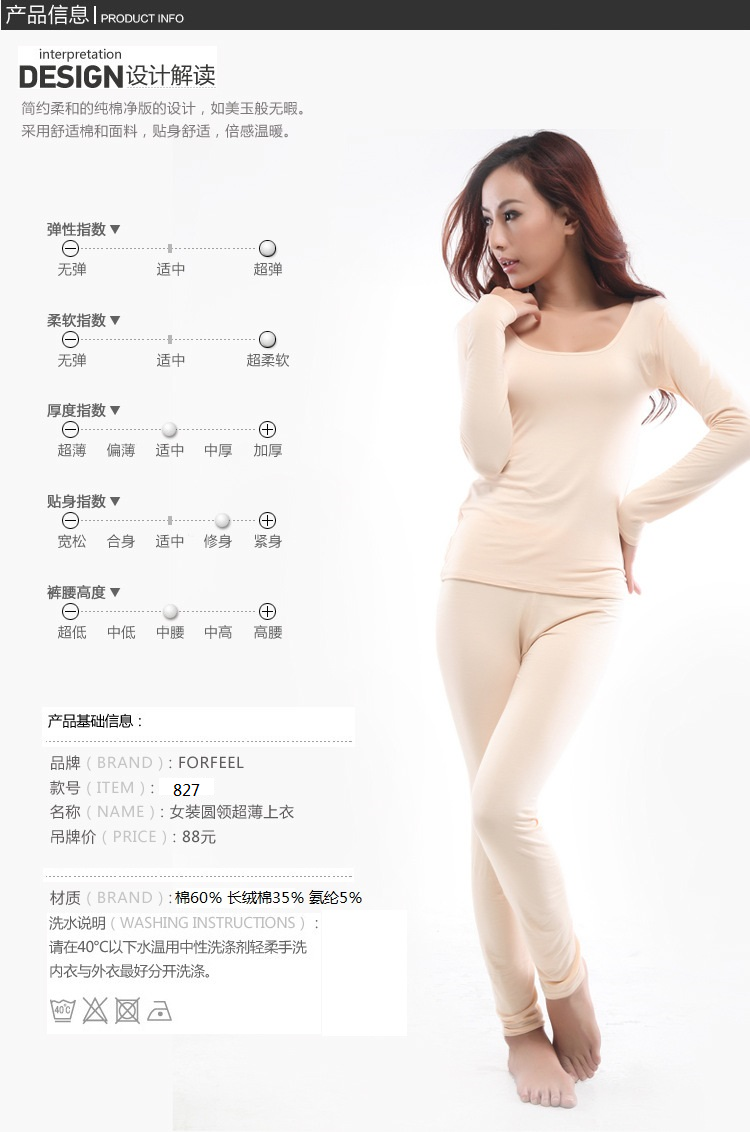 产品信息 | PRODUCT INFO
interpretation
DESIGN设计解读
简约柔和的纯棉净版的设计，如美玉般无暇。
采用舒适棉和面料，贴身舒适，倍感温暖。
弹性指数▼
无弹 适中 超弹
柔软指数▼
无弹 适中 超柔软
厚度指数▼
超薄 偏薄 适中 中厚 加厚
贴身指数▼
宽松 合身 适中 修身 紧身
裤腰高度▼
超低 中低 中腰 中高 高腰
产品基础信息：
品牌（BRAND）: FORFEEL
款号（ITEM）: 827
名称（NAME）: 女装圆领超薄上衣
吊牌价（PRICE）: 88元
材质（BRAND）: 棉60% 长绒棉35% 氨纶5%
洗水说明（WASHING INSTRUCTIONS）:
请在40°C以下水温用中性洗涤剂轻柔手洗
内衣与外衣最好分开洗涤。
40°C